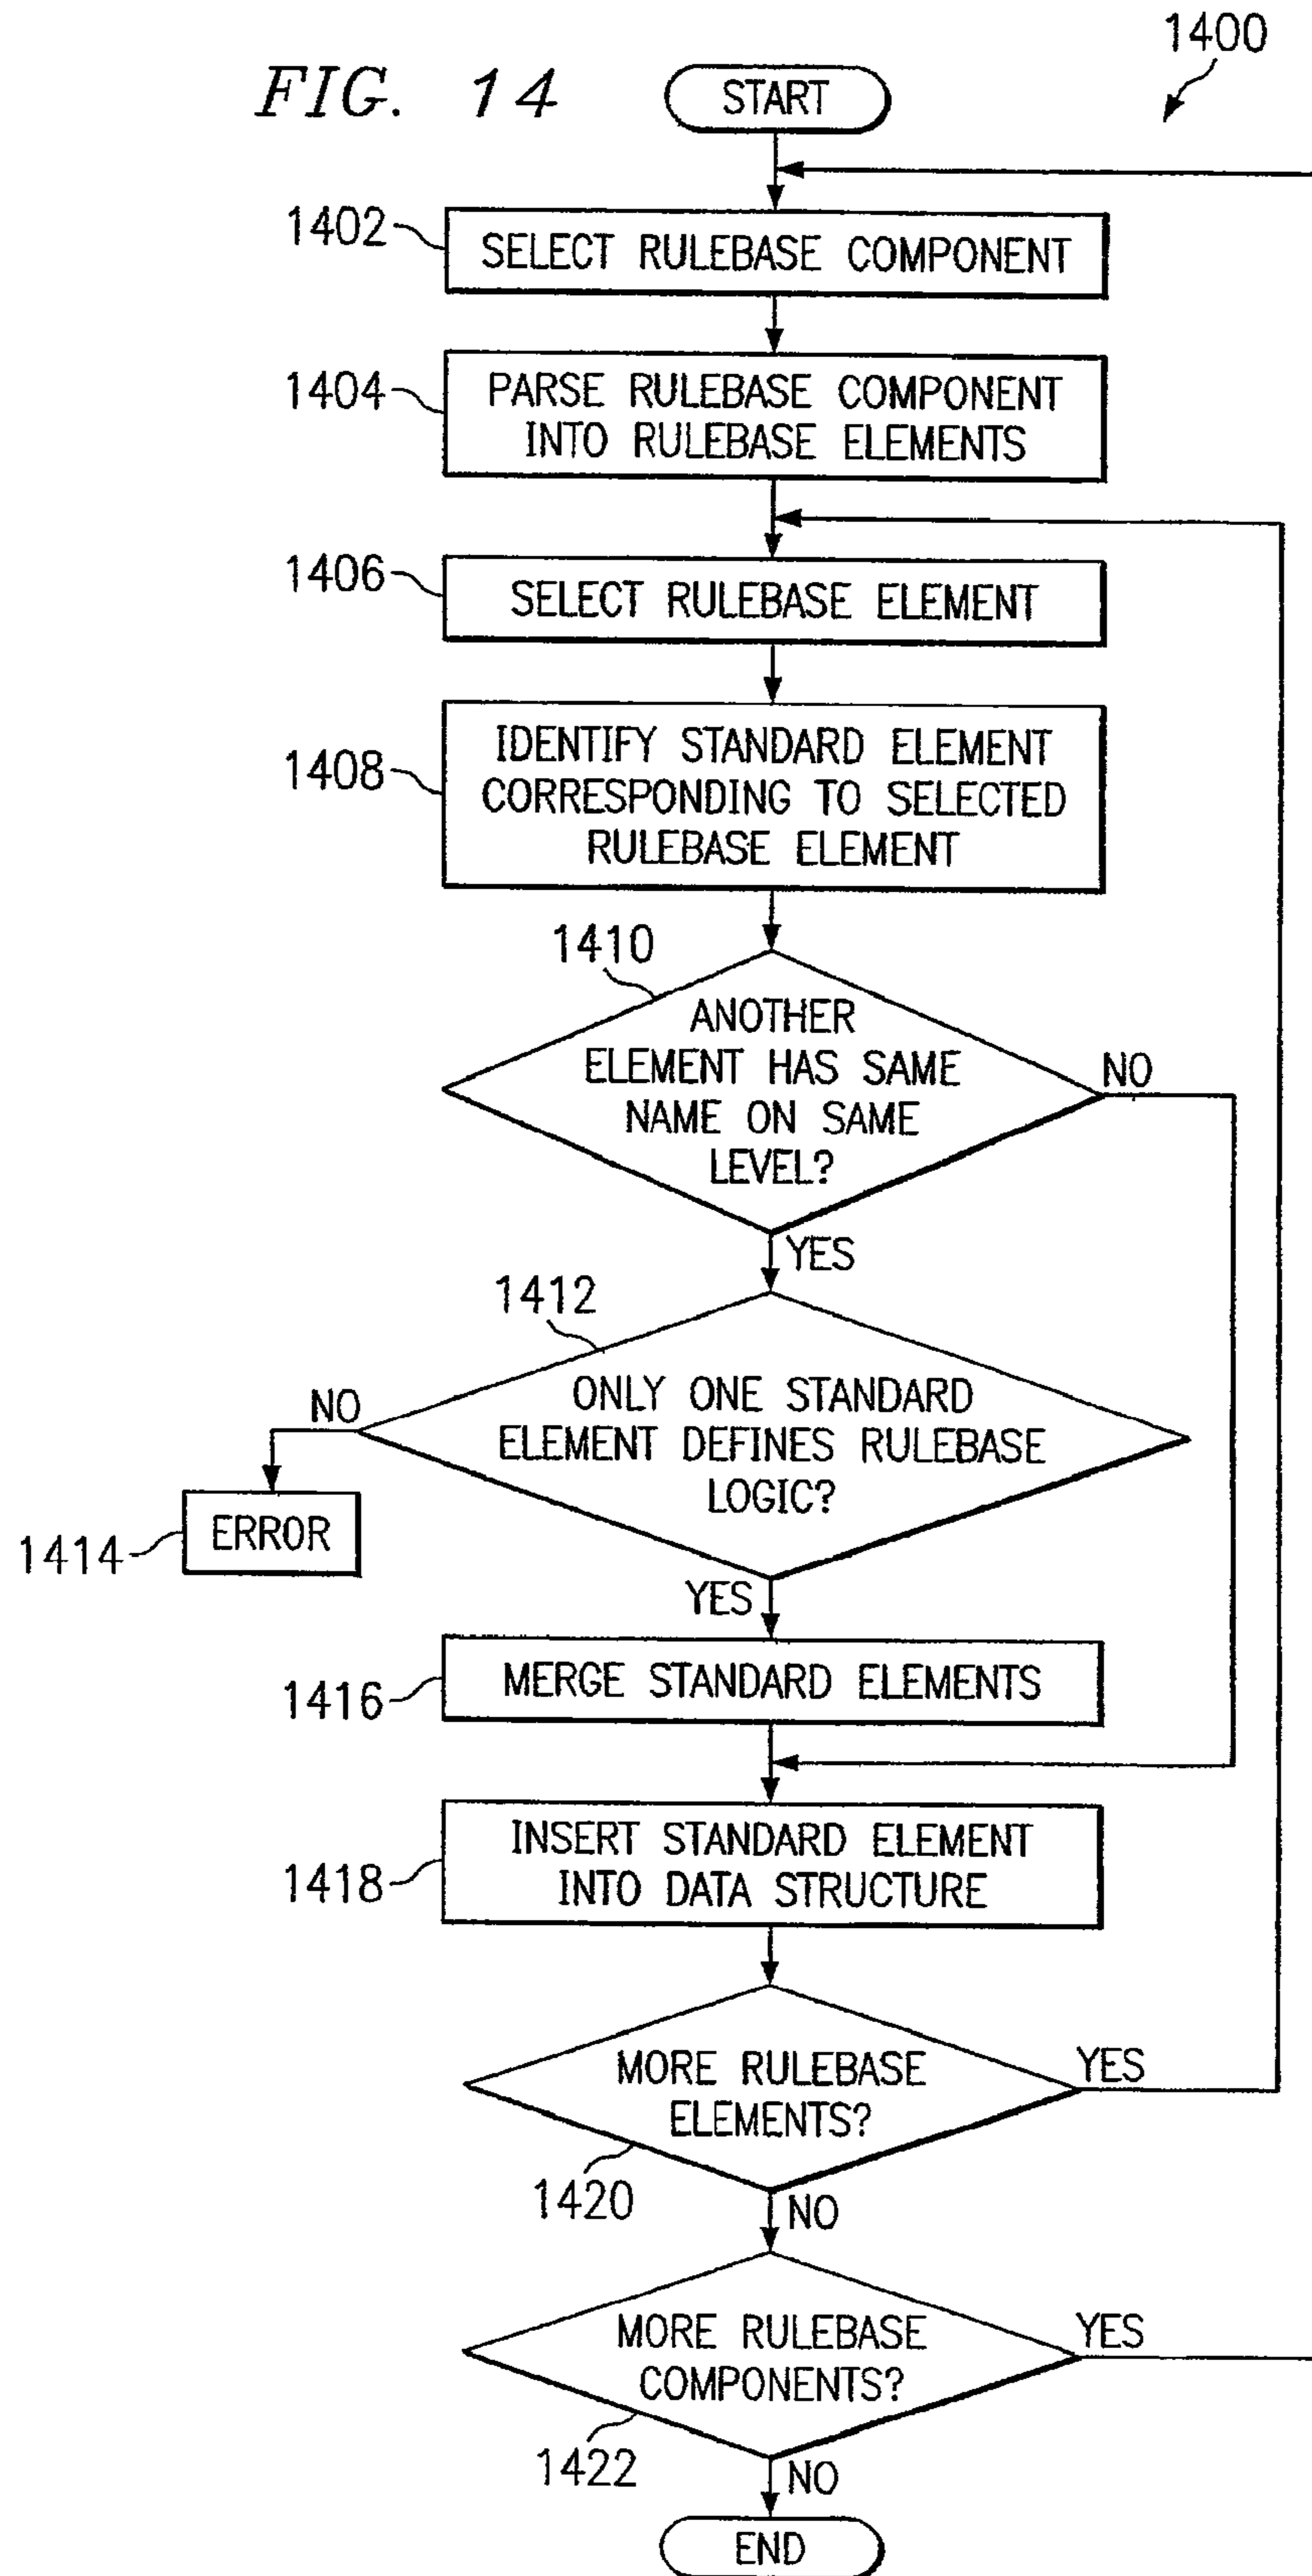 1400
FIG. 14
START
1402
SELECT RULEBASE COMPONENT
1404
PARSE RULEBASE COMPONENT
INTO RULEBASE ELEMENTS
1406
SELECT RULEBASE ELEMENT
1408
IDENTIFY STANDARD ELEMENT
CORRESPONDING TO SELECTED
RULEBASE ELEMENT
1410
ANOTHER
ELEMENT HAS SAME
NAME ON SAME
LEVEL?
NO
YES
1412
ONLY ONE STANDARD
ELEMENT DEFINES RULEBASE
LOGIC?
NO
1414
ERROR
YES
1416
MERGE STANDARD ELEMENTS
1418
INSERT STANDARD ELEMENT
INTO DATA STRUCTURE
MORE RULEBASE
ELEMENTS?
YES
1420
NO
MORE RULEBASE
COMPONENTS?
YES
1422
NO
END